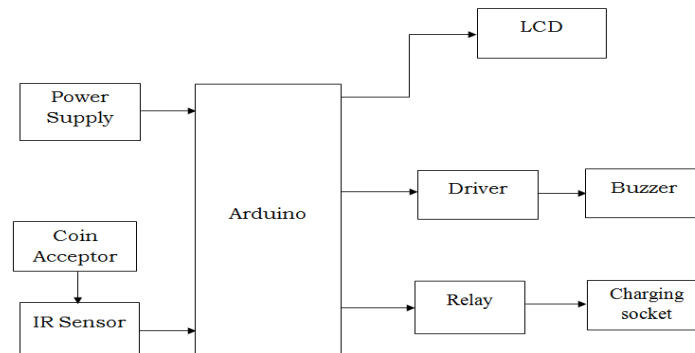 LCD
Power
Supply
Arduino
Driver
Buzzer
Coin
Acceptor
IR Sensor
Relay
Charging
socket